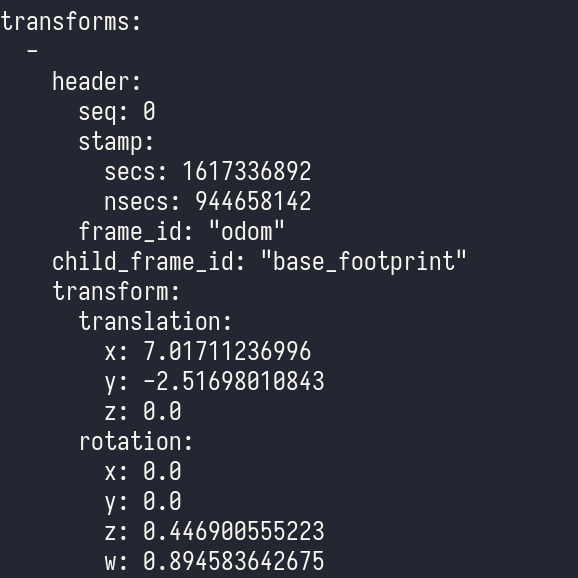 transforms:
  -
    header:
      seq: 0
      stamp:
        secs: 1617336892
        nsecs: 944658142
      frame_id: "odom"
    child_frame_id: "base_footprint"
    transform:
      translation:
        x: 7.01711236996
        y: -2.51698010843
        z: 0.0
      rotation:
        x: 0.0
        y: 0.0
        z: 0.446900555223
        w: 0.894583642675